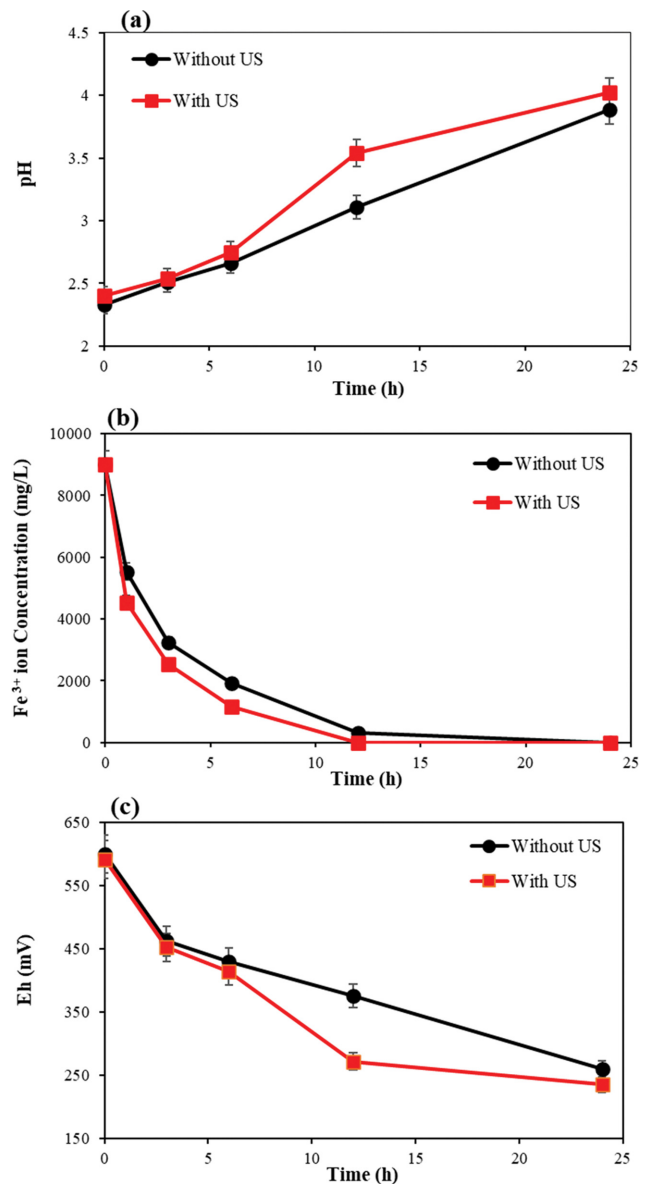 (a)
Without US
With US
pH
4.5
4
3.5
3
2.5
2
0 5 10 15 20 25
Time (h)
(b)
Without US
With US
Fe³⁺ ion Concentration (mg/L)
10000
8000
6000
4000
2000
0
0 5 10 15 20 25
Time (h)
(c)
Without US
With US
Eh (mV)
650
550
450
350
250
150
0 5 10 15 20 25
Time (h)